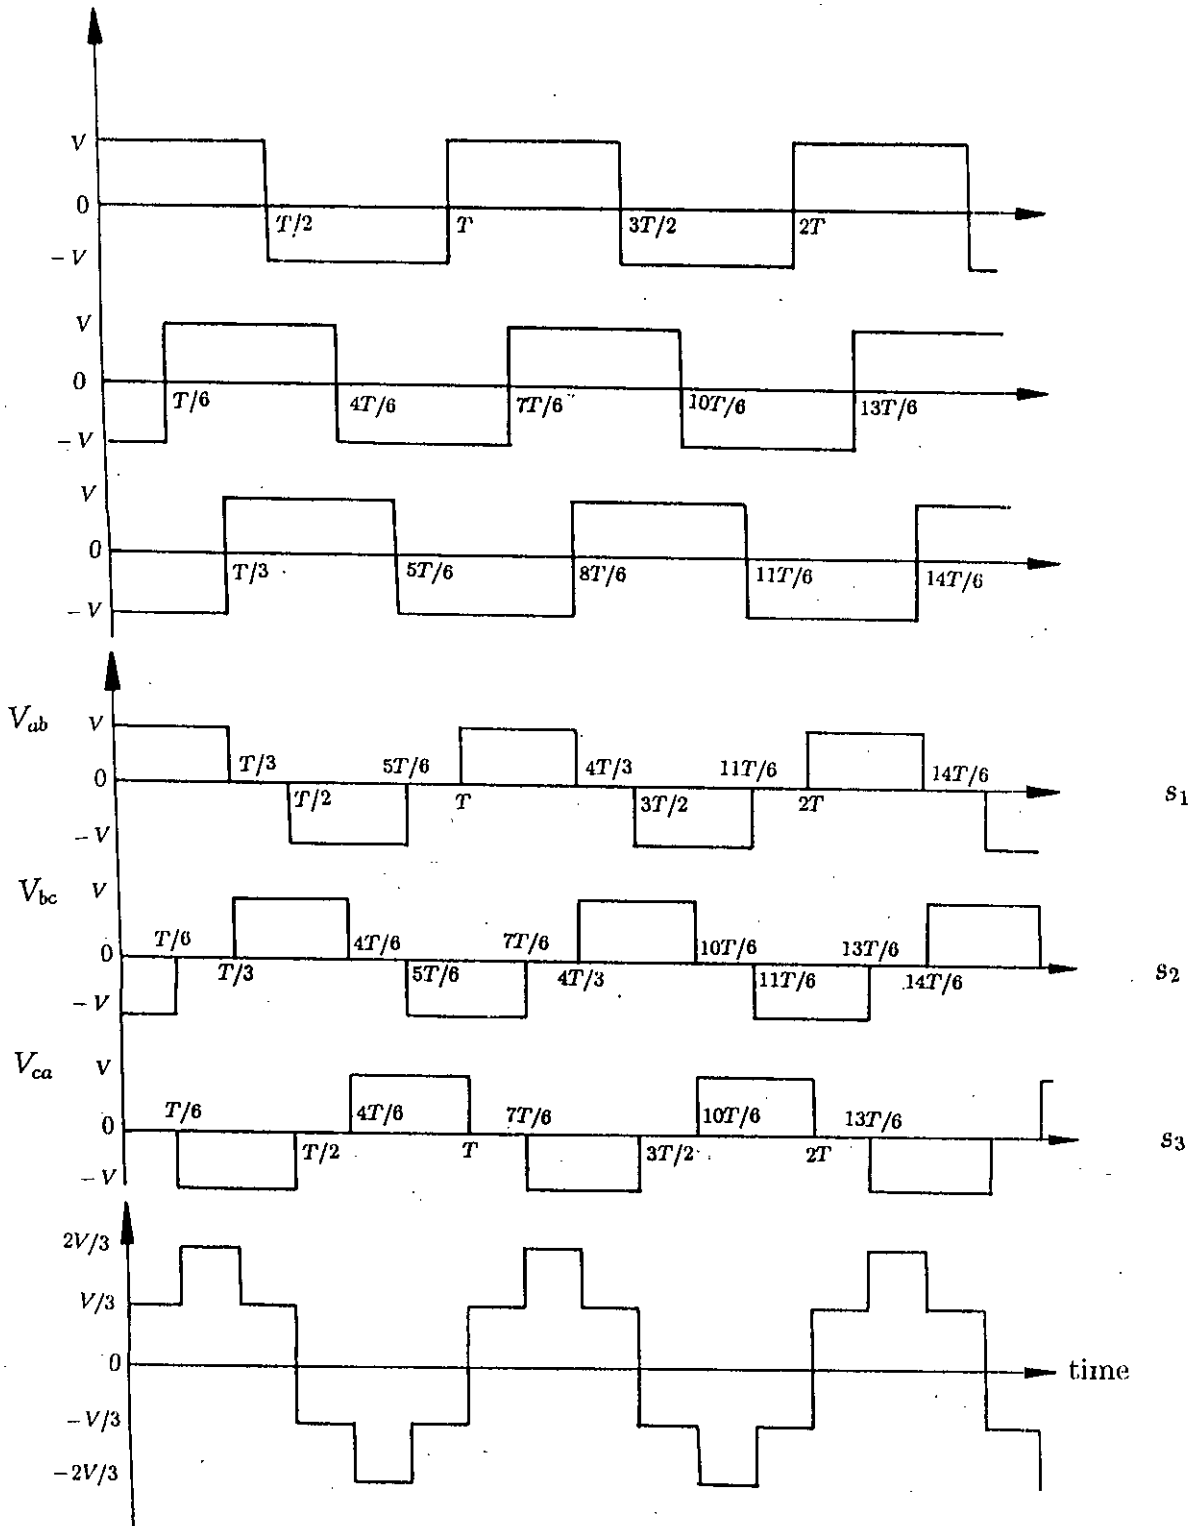 V
0
T/2 T 3T/2 2T
-V
V
0
T/6 4T/6 7T/6 10T/6 13T/6
-V
V
0
T/3 5T/6 8T/6 11T/6 14T/6
-V
V_ab V
T/3 5T/6 4T/3 11T/6 14T/6
0
T/2 T 3T/2 2T s_1
-V
V_bc V
T/6 4T/6 7T/6 10T/6 13T/6
0
T/3 5T/6 4T/3 11T/6 14T/6 s_2
-V
V_ca V
T/6 4T/6 7T/6 10T/6 13T/6
0
T/2 T 3T/2 2T s_3
-V
2V/3
V/3
0 time
-V/3
-2V/3